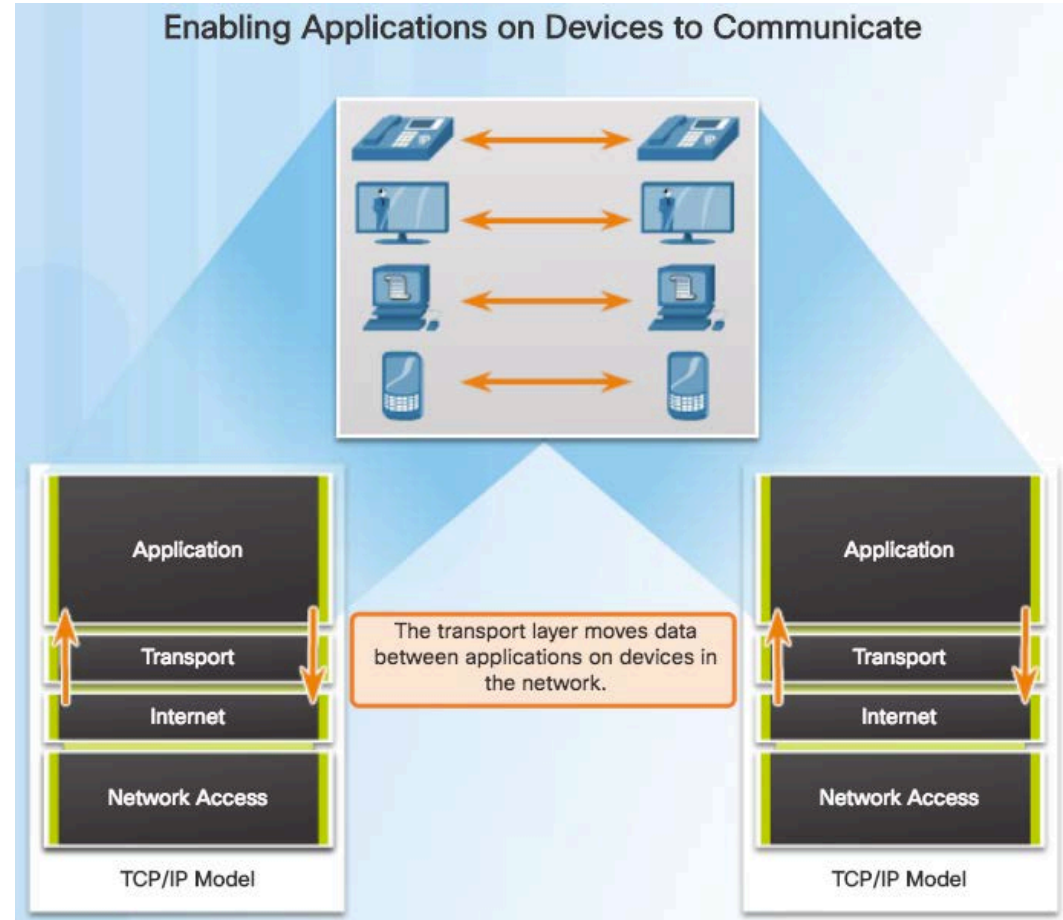 Enabling Applications on Devices to Communicate
Application
Transport
Internet
Network Access
TCP/IP Model
The transport layer moves data
between applications on devices in
the network.
Application
Transport
Internet
Network Access
TCP/IP Model